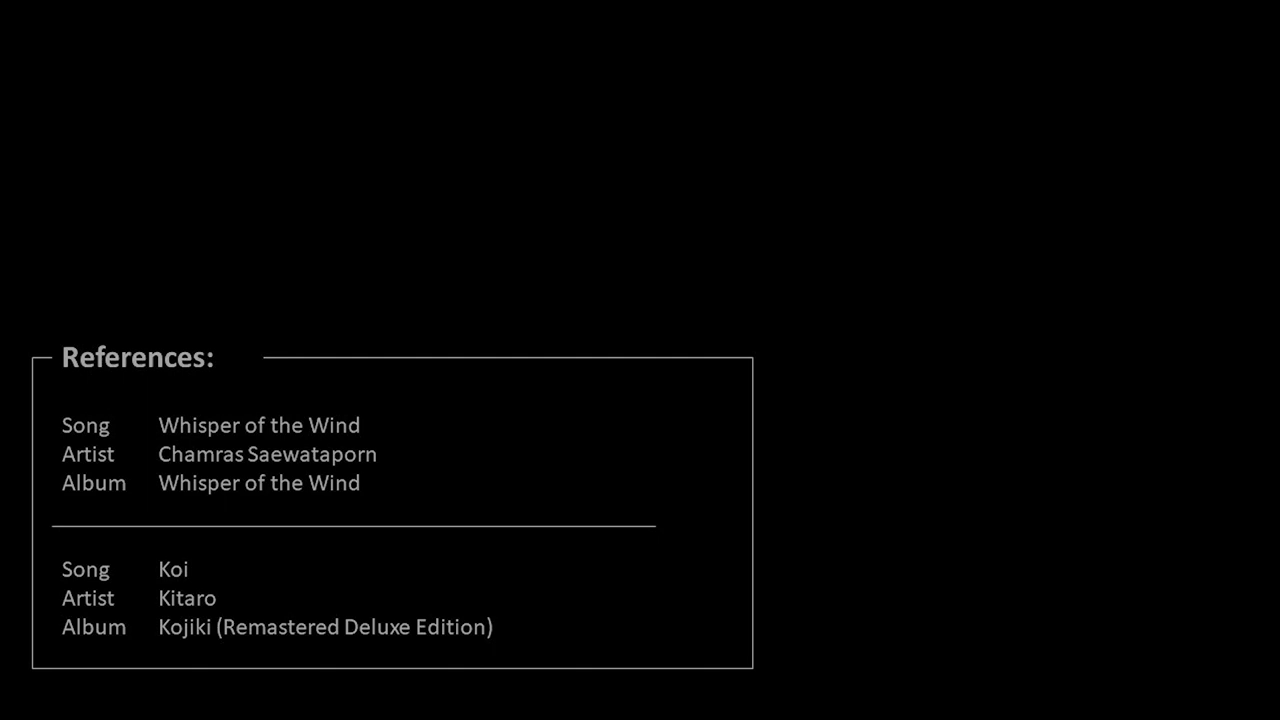 References:
Song Whisper of the Wind
Artist Chamras Saewataporn
Album Whisper of the Wind
Song Koi
Artist Kitaro
Album Kojiki (Remastered Deluxe Edition)